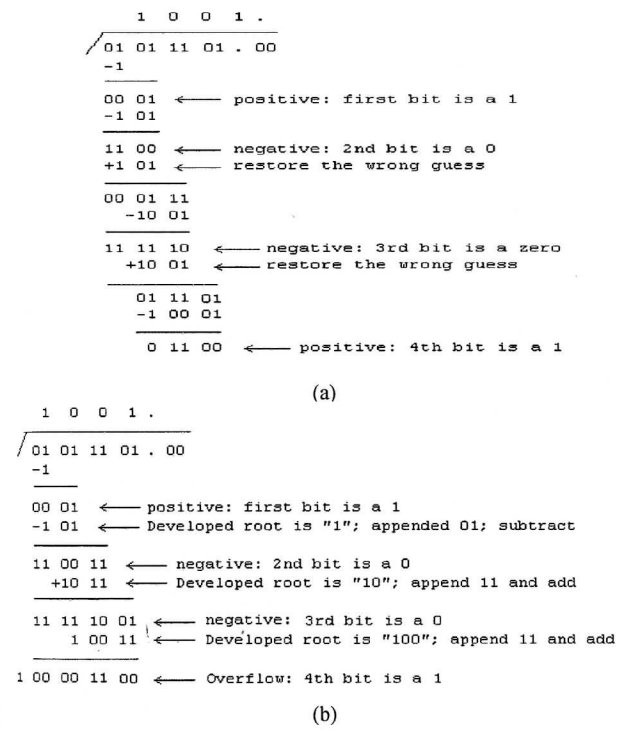 1 0 0 1 .
01 01 11 01 . 00
-1
00 01 ← positive: first bit is a 1
-1 01
11 00 ← negative: 2nd bit is a 0
+1 01 ← restore the wrong guess
00 01 11
-10 01
11 11 10 ← negative: 3rd bit is a zero
+10 01 ← restore the wrong guess
01 11 01
-1 00 01
0 11 00 ← positive: 4th bit is a 1
(a)
1 0 0 1 .
01 01 11 01 . 00
-1
00 01 ← positive: first bit is a 1
-1 01 ← Developed root is "1"; appended 01; subtract
11 00 11 ← negative: 2nd bit is a 0
+10 11 ← Developed root is "10"; append 11 and add
11 11 10 01 ← negative: 3rd bit is a 0
1 00 11 ← Developed root is "100"; append 11 and add
1 00 00 11 00 ← Overflow: 4th bit is a 1
(b)